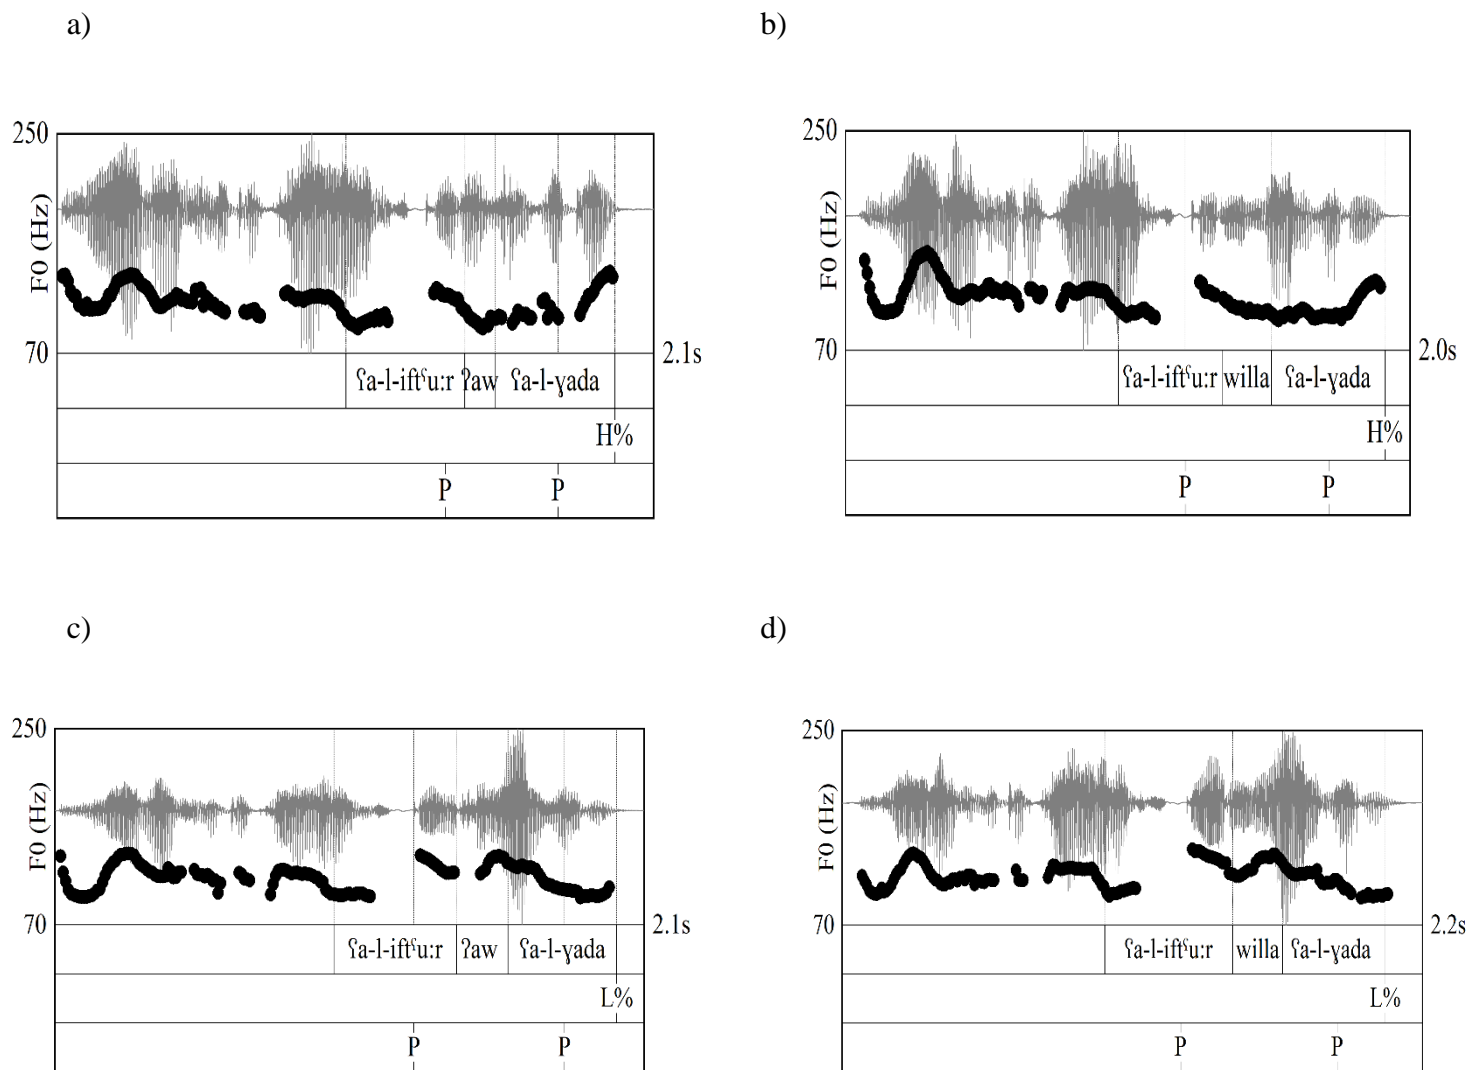 a)
250
F0 (Hz)
70
2.1s
ʕa-l-iftˤu:r ʔaw ʕa-l-ɣada
H%
P P
b)
250
F0 (Hz)
70
2.0s
ʕa-l-iftˤu:r willa ʕa-l-ɣada
H%
P P
c)
250
F0 (Hz)
70
2.1s
ʕa-l-iftˤu:r ʔaw ʕa-l-ɣada
L%
P P
d)
250
F0 (Hz)
70
2.2s
ʕa-l-iftˤu:r willa ʕa-l-ɣada
L%
P P